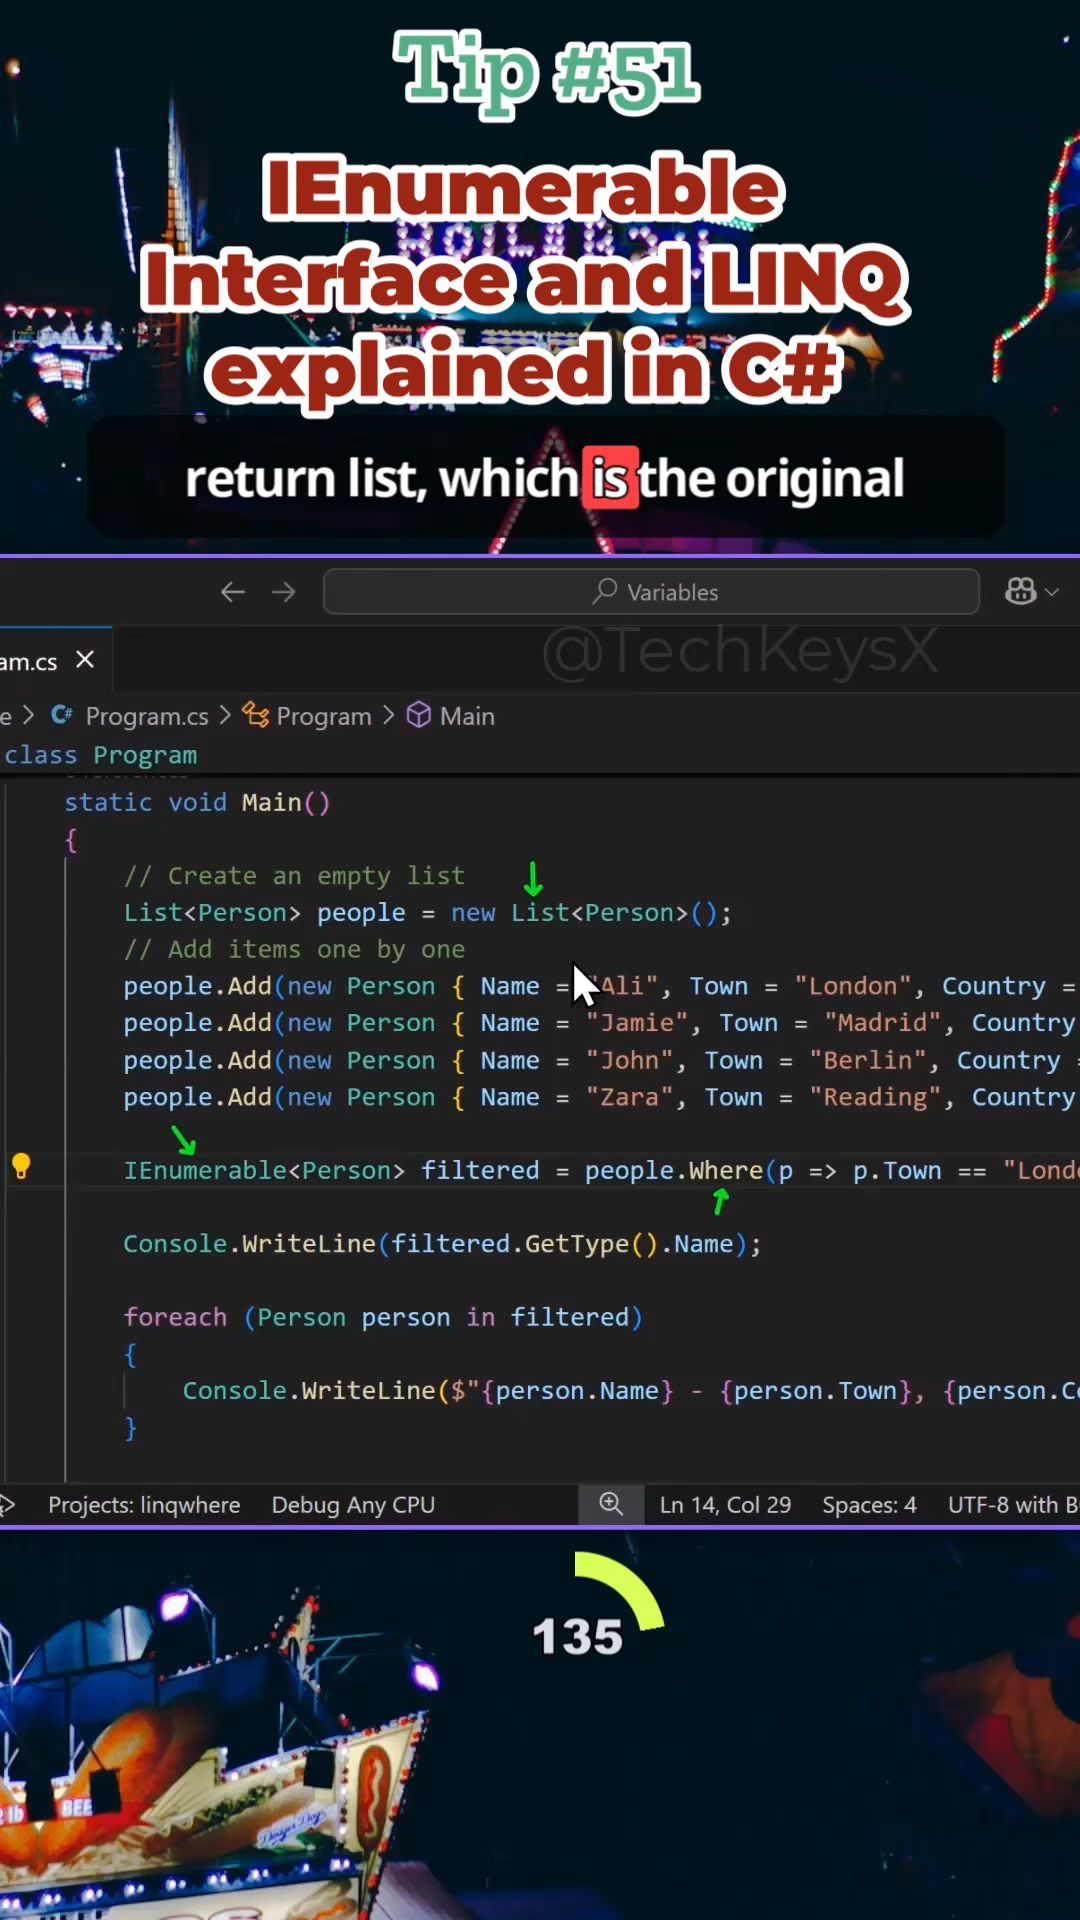 Tip #51
IEnumerable
Interface and LINQ
explained in C#
return list, which is the original
Variables
@TechKeysX
am.cs
e > C# Program.cs > Program > Main
class Program
static void Main()
{
// Create an empty list
List<Person> people = new List<Person>();
// Add items one by one
people.Add(new Person { Name = "Ali", Town = "London", Country =
people.Add(new Person { Name = "Jamie", Town = "Madrid", Country
people.Add(new Person { Name = "John", Town = "Berlin", Country =
people.Add(new Person { Name = "Zara", Town = "Reading", Country
IEnumerable<Person> filtered = people.Where(p => p.Town == "Lond
Console.WriteLine(filtered.GetType().Name);
foreach (Person person in filtered)
{
Console.WriteLine($"{person.Name} - {person.Town}, {person.Co
}
Projects: linqwhere Debug Any CPU Ln 14, Col 29 Spaces: 4 UTF-8 with B
135
lb
BEE